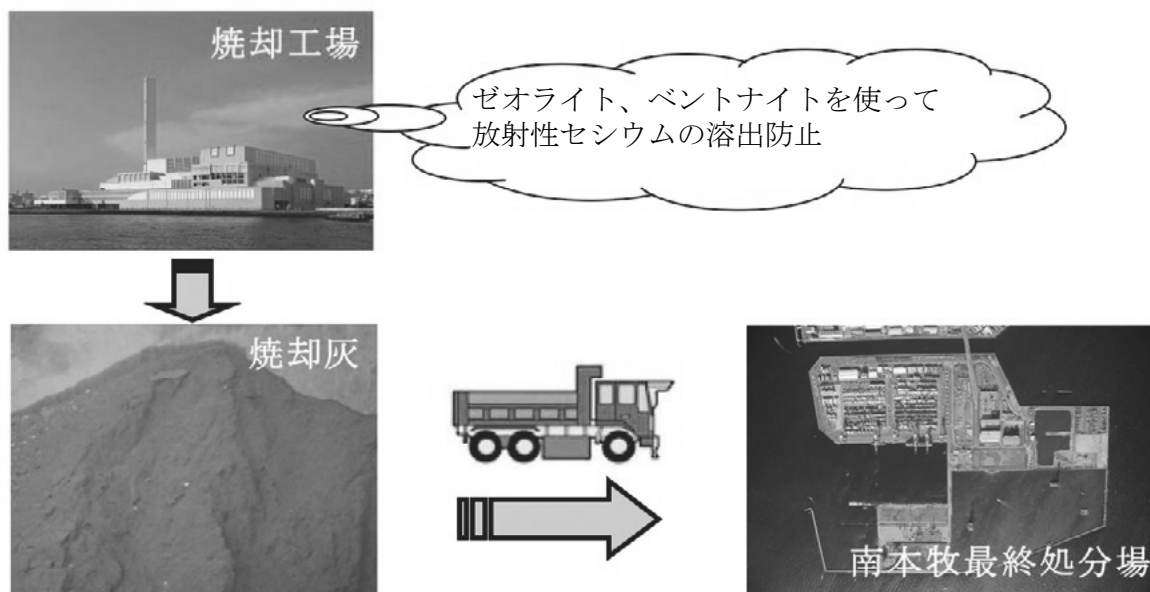 焼却工場
ゼオライト、ベントナイトを使って
放射性セシウムの溶出防止
焼却灰
南本牧最終処分場